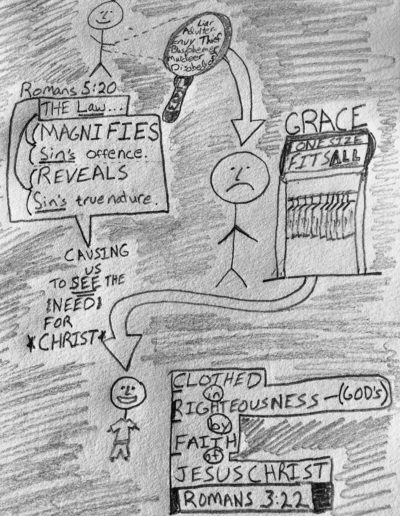 Liar
Adulter
Envy Thief
Blasphemer
Murderer
Disobedient
Romans 5:20
THE Law...
MAGNIFIES
Sin's offence.
REVEALS
Sin's true nature.
CAUSING
US
TO SEE THE
NEED
FOR
*CHRIST*
GRACE
ONE SIZE
FITS ALL
CLOTHED
in
RIGHTEOUSNESS-(GOD'S)
by
FAITH
of
JESUS CHRIST
ROMANS 3:22